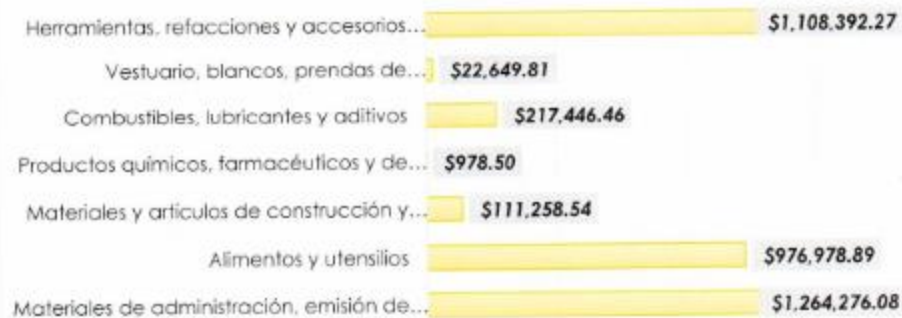 Herramientas, refacciones y accesorios... $1,108,392.27
Vestuario, blancos, prendas de... $22,649.81
Combustibles, lubricantes y aditivos $217,446.46
Productos químicos, farmacéuticos y de... $978.50
Materiales y artículos de construcción y... $111,258.54
Alimentos y utensilios $976,978.89
Materiales de administración, emisión de... $1,264,276.08